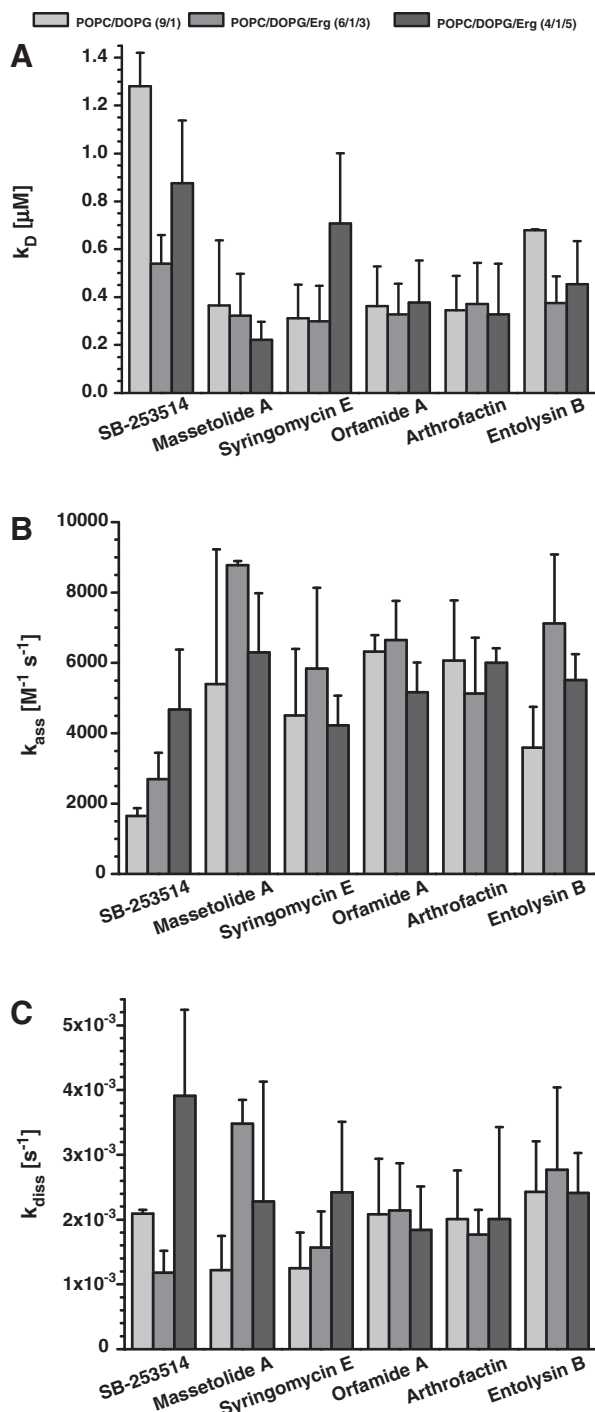 POPC/DOPG (9/1) POPC/DOPG/Erg (6/1/3) POPC/DOPG/Erg (4/1/5)
A
k_D [µM]
1.4
1.2
1.0
0.8
0.6
0.4
0.2
0.0
SB-253514 Massetolide A Syringomycin E Orfamide A Arthrofactin Entolysin B
B
k_ass [M⁻¹ s⁻¹]
10000
8000
6000
4000
2000
0
SB-253514 Massetolide A Syringomycin E Orfamide A Arthrofactin Entolysin B
C
k_diss [s⁻¹]
5x10⁻³
4x10⁻³
3x10⁻³
2x10⁻³
1x10⁻³
0
SB-253514 Massetolide A Syringomycin E Orfamide A Arthrofactin Entolysin B